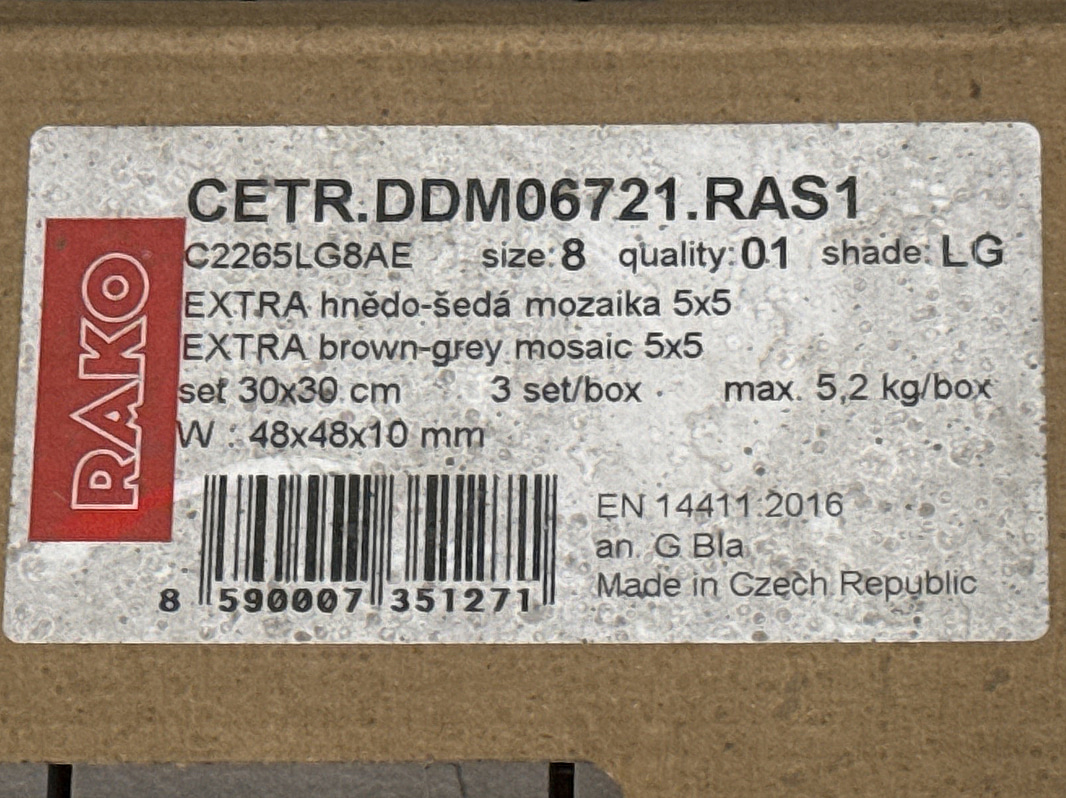 CETR.DDM06721.RAS1
C2265LG8AE size: 8 quality: 01 shade: LG
EXTRA hnědo-šedá mozaika 5x5
EXTRA brown-grey mosaic 5x5
set 30x30 cm 3 set/box max. 5,2 kg/box
W : 48x48x10 mm
RAKO
EN 14411:2016
an. G BIa
Made in Czech Republic
8 590007 351271